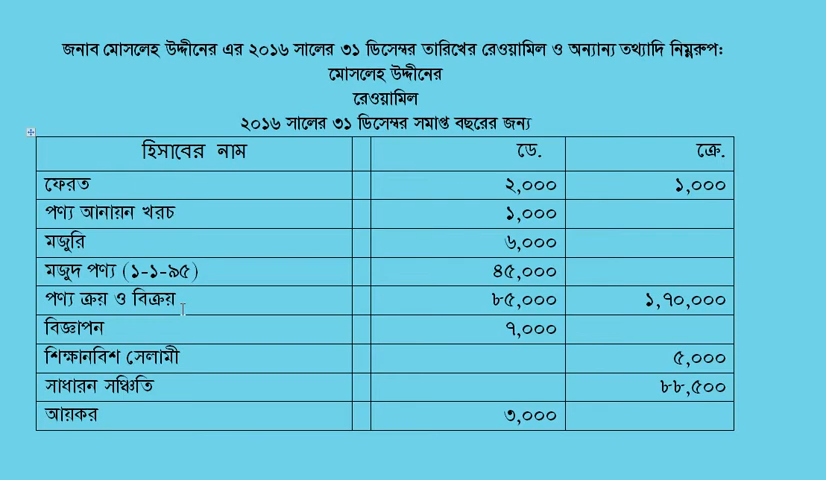 জনাব মোসলেহ উদ্দীনের এর ২০১৬ সালের ৩১ ডিসেম্বর তারিখের রেওয়ামিল ও অন্যান্য তথ্যাদি নিম্নরুপ:
মোসলেহ উদ্দীনের
রেওয়ামিল
২০১৬ সালের ৩১ ডিসেম্বর সমাপ্ত বছরের জন্য
হিসাবের নাম ডে. ক্রে.
ফেরত ২,০০০ ১,০০০
পণ্য আনায়ন খরচ ১,০০০
মজুরি ৬,০০০
মজুদ পণ্য (১-১-৯৫) ৪৫,০০০
পণ্য ক্রয় ও বিক্রয় ৮৫,০০০ ১,৭০,০০০
বিজ্ঞাপন ৭,০০০
শিক্ষানবিশ সেলামী ৫,০০০
সাধারন সঞ্চিতি ৮৮,৫০০
আয়কর ৩,০০০